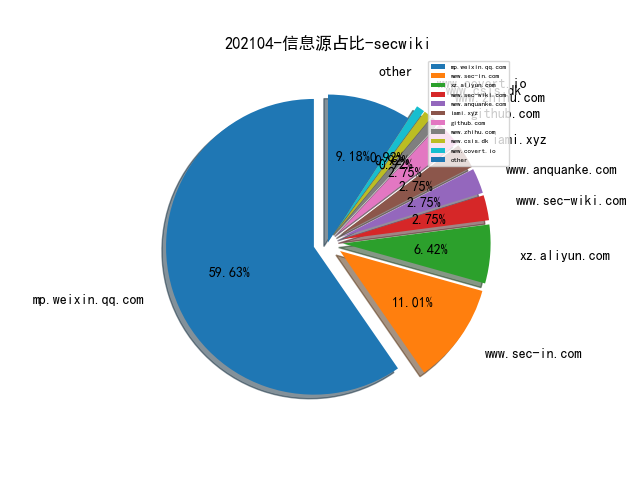 202104-信息源占比-secwiki
other
mp.weixin.qq.com
www.sec-in.com
xz.aliyun.com
www.sec-wiki.com
www.anquanke.com
iami.xyz
github.com
www.zhihu.com
www.csis.dk
www.covert.io
other
iami.xyz
www.anquanke.com
www.sec-wiki.com
xz.aliyun.com
www.sec-in.com
mp.weixin.qq.com
9.18%
2.75%
2.75%
2.75%
2.75%
6.42%
11.01%
59.63%